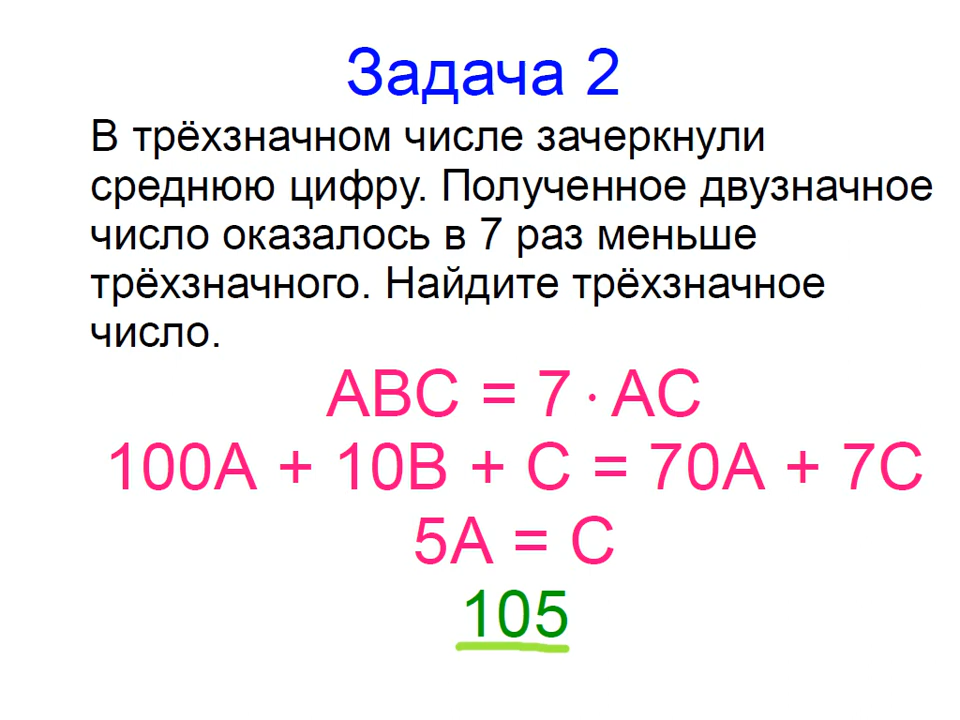 Задача 2
В трёхзначном числе зачеркнули
среднюю цифру. Полученное двузначное
число оказалось в 7 раз меньше
трёхзначного. Найдите трёхзначное
число.
ABC = 7 · AC
100A + 10B + C = 70A + 7C
5A = C
105